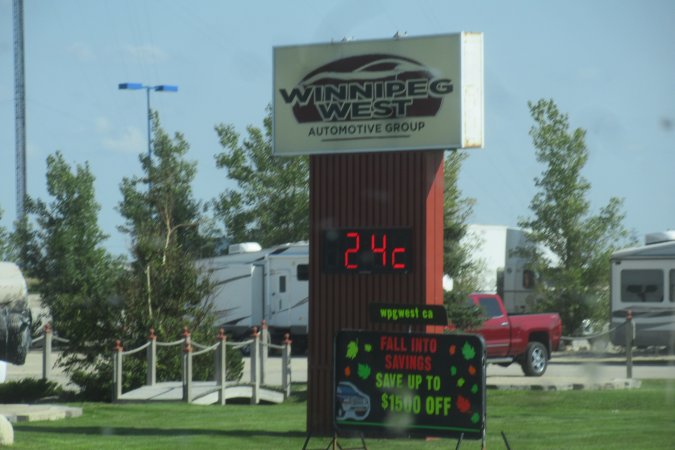 WINNIPEG
WEST
AUTOMOTIVE GROUP
24c
wpgwest ca
FALL INTO
SAVINGS
SAVE UP TO
$1500 OFF